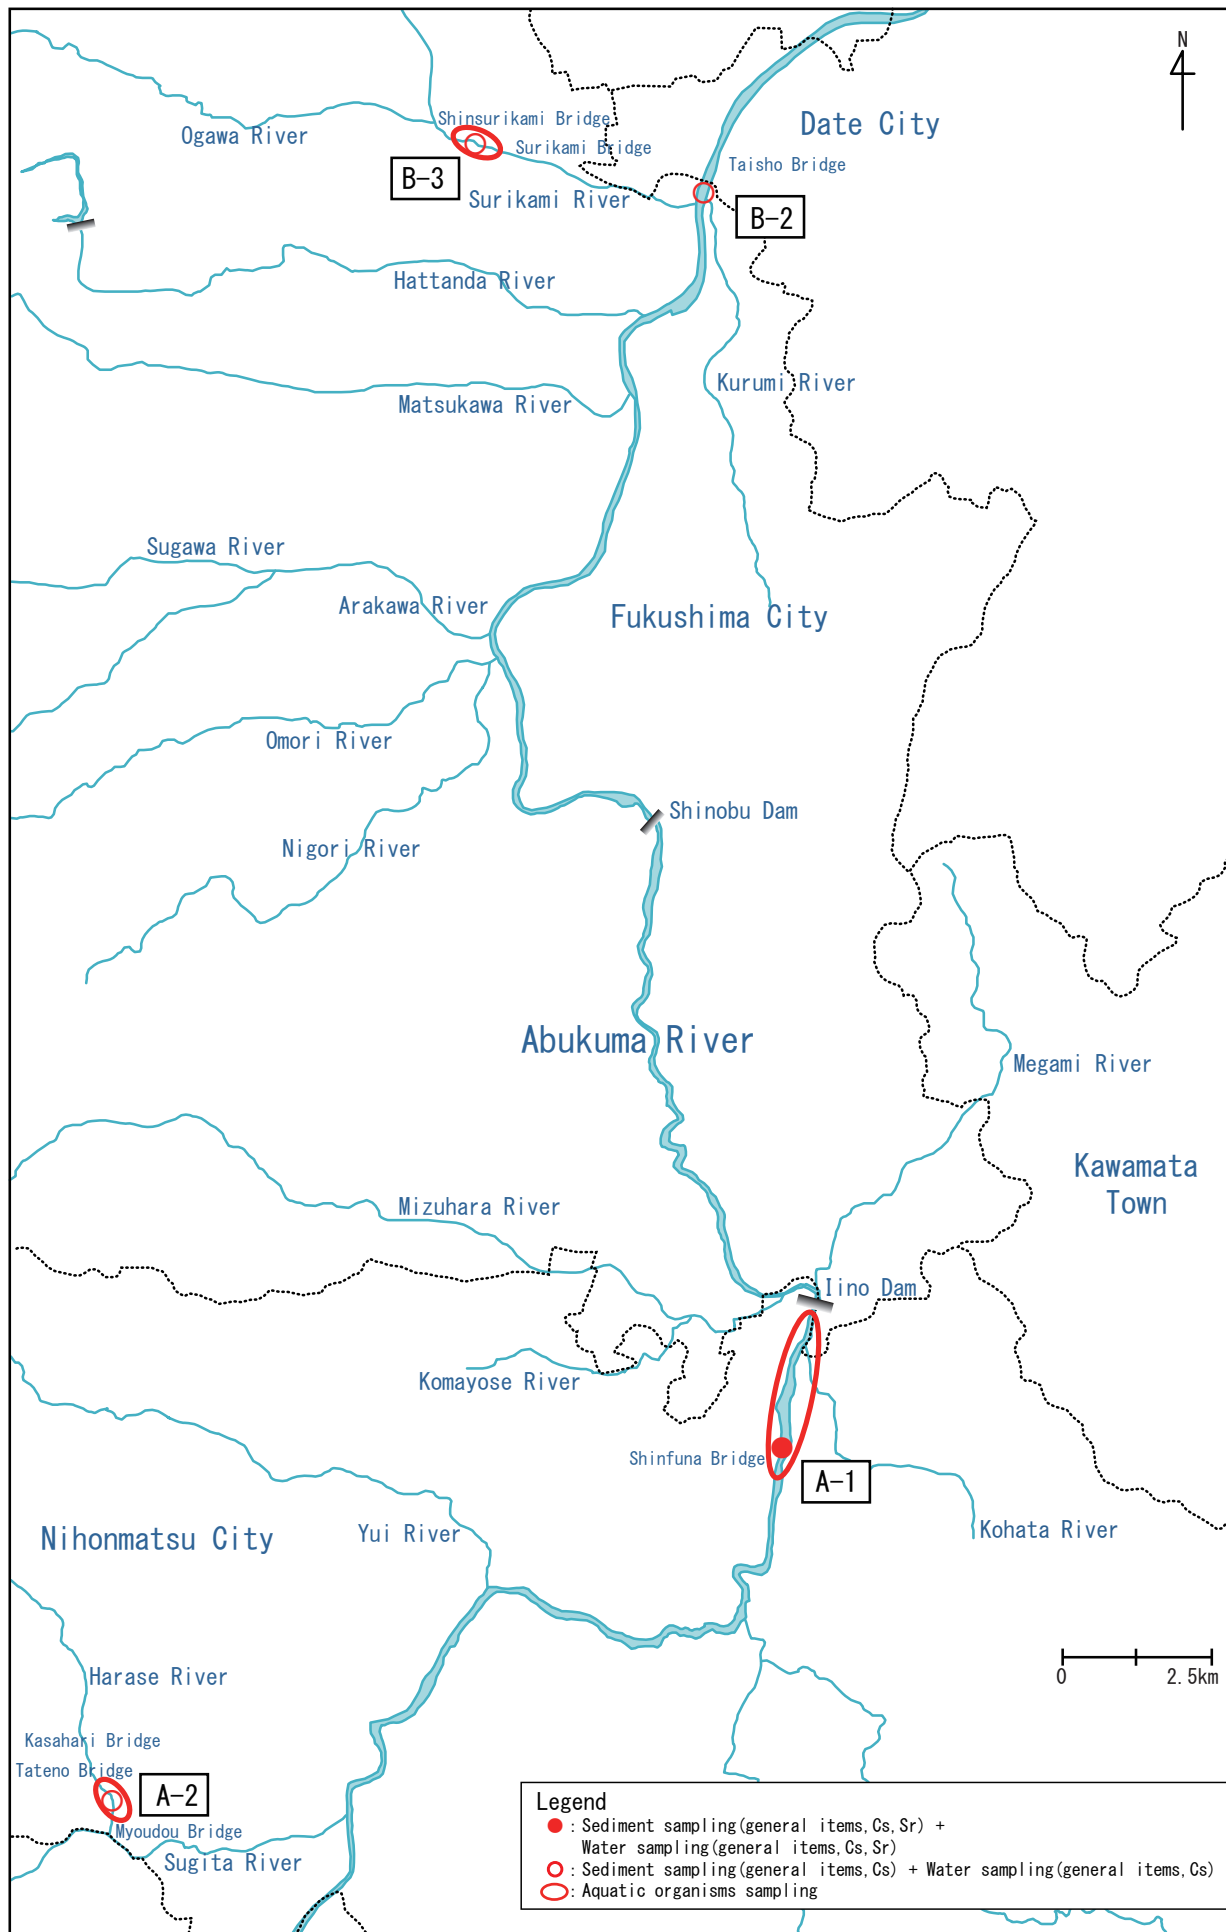 N
Date City
Shinsurikami Bridge
Ogawa River
Surikami Bridge
Taisho Bridge
B-3
Surikami River
B-2
Hattanda River
Kurumi River
Matsukawa River
Sugawa River
Arakawa River
Fukushima City
Omori River
Shinobu Dam
Nigori River
Abukuma River
Megami River
Kawamata
Town
Mizuhara River
Iino Dam
Komayose River
Shinfuna Bridge
A-1
Kohata River
Yui River
Nihonmatsu City
Harase River
0 2.5km
Kasahari Bridge
Tateno Bridge
A-2
Myoudou Bridge
Sugita River
Legend
: Sediment sampling(general items,Cs,Sr) +
Water sampling(general items,Cs,Sr)
: Sediment sampling(general items,Cs) + Water sampling(general items,Cs)
: Aquatic organisms sampling